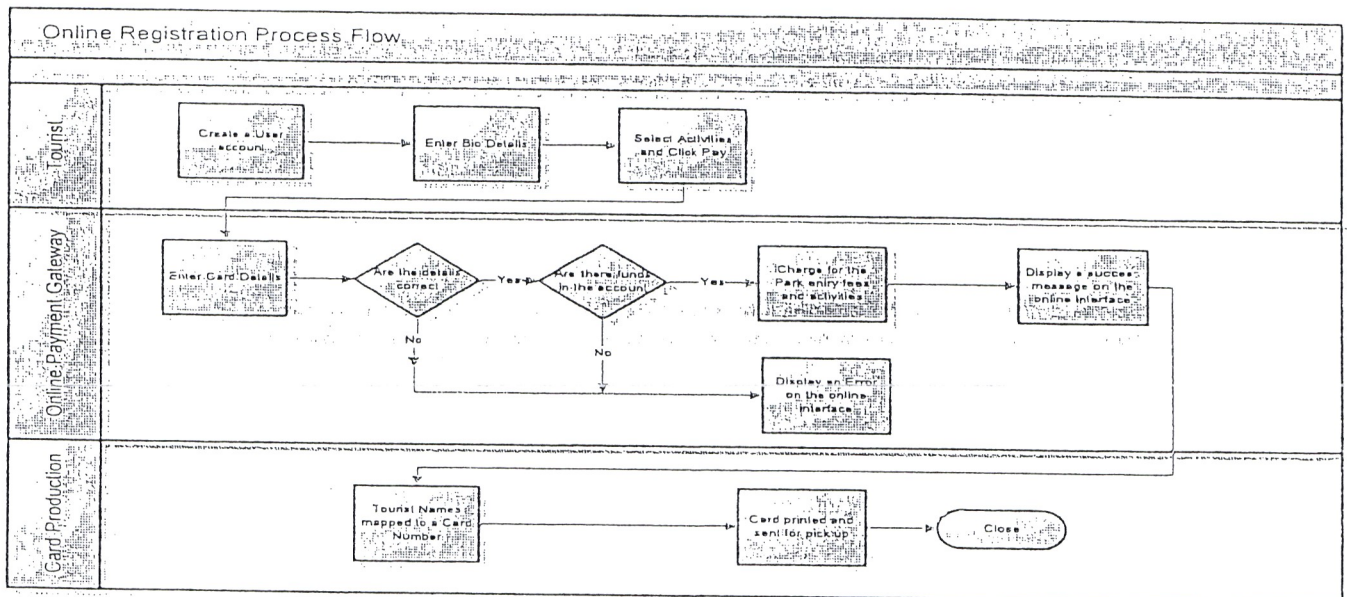 Online Registration Process Flow
Tourist
Create a User
account
Enter Bio Details
Select Activities
and Click Pay
Online Payment Gateway
Enter Card Details
Are the details
correct
Yes
Are there funds
in the account
Yes
Charge for the
Park entry fees
and activities
Display a success
message on the
online interface
No
No
Display an Error
on the online
interface
Card Production
Tourist Names
mapped to a Card
Number
Card printed and
sent for pick up
Close